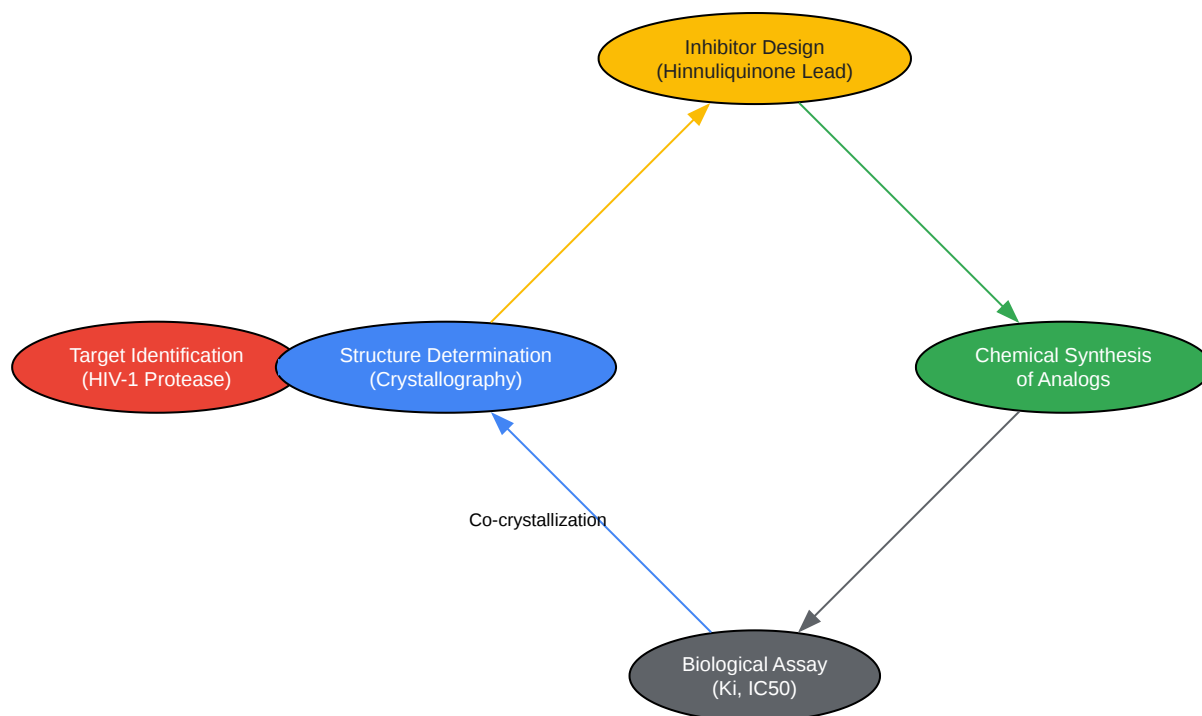 Inhibitor Design
(Hinnuliquinone Lead)
Target Identification
(HIV-1 Protease)
Structure Determination
(Crystallography)
Chemical Synthesis
of Analogs
Co-crystallization
Biological Assay
(Ki, IC50)